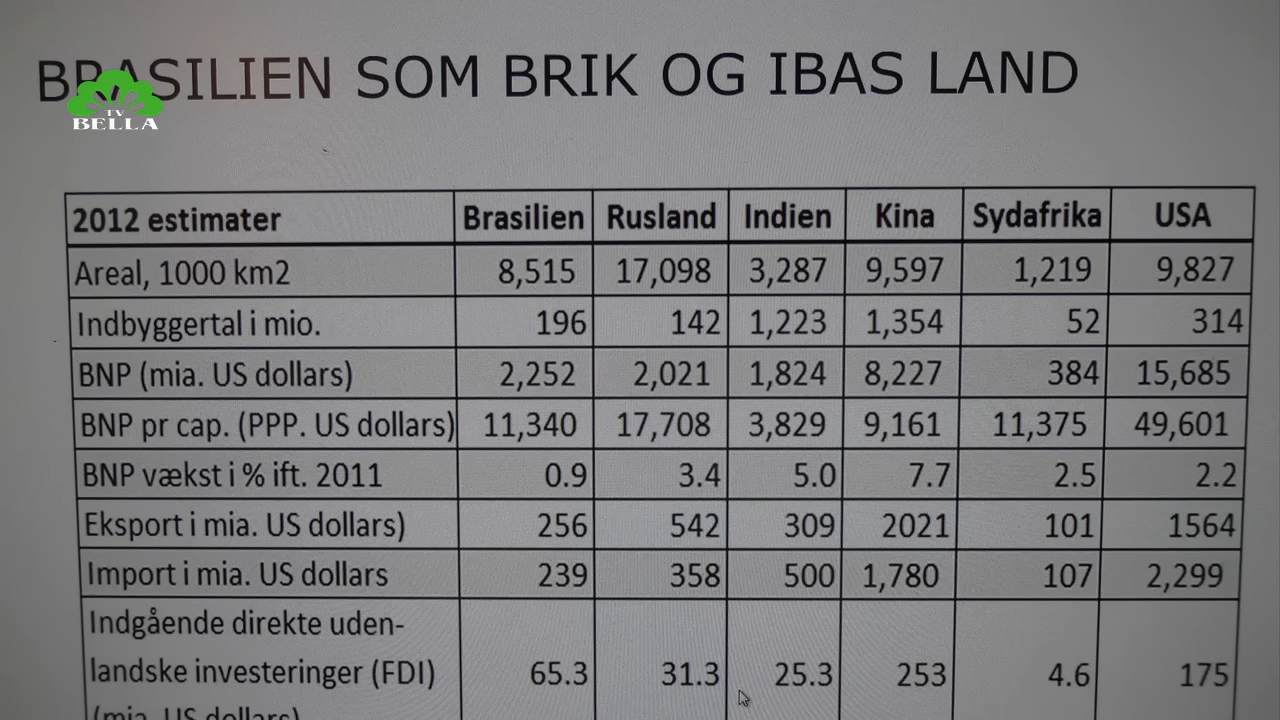 BRASILIEN SOM BRIK OG IBAS LAND
TV
BELLA
2012 estimater Brasilien Rusland Indien Kina Sydafrika USA
Areal, 1000 km2 8,515 17,098 3,287 9,597 1,219 9,827
Indbyggertal i mio. 196 142 1,223 1,354 52 314
BNP (mia. US dollars) 2,252 2,021 1,824 8,227 384 15,685
BNP pr cap. (PPP. US dollars) 11,340 17,708 3,829 9,161 11,375 49,601
BNP vækst i % ift. 2011 0.9 3.4 5.0 7.7 2.5 2.2
Eksport i mia. US dollars) 256 542 309 2021 101 1564
Import i mia. US dollars 239 358 500 1,780 107 2,299
Indgående direkte uden-
landske investeringer (FDI) 65.3 31.3 25.3 253 4.6 175
(mia. US dollars)